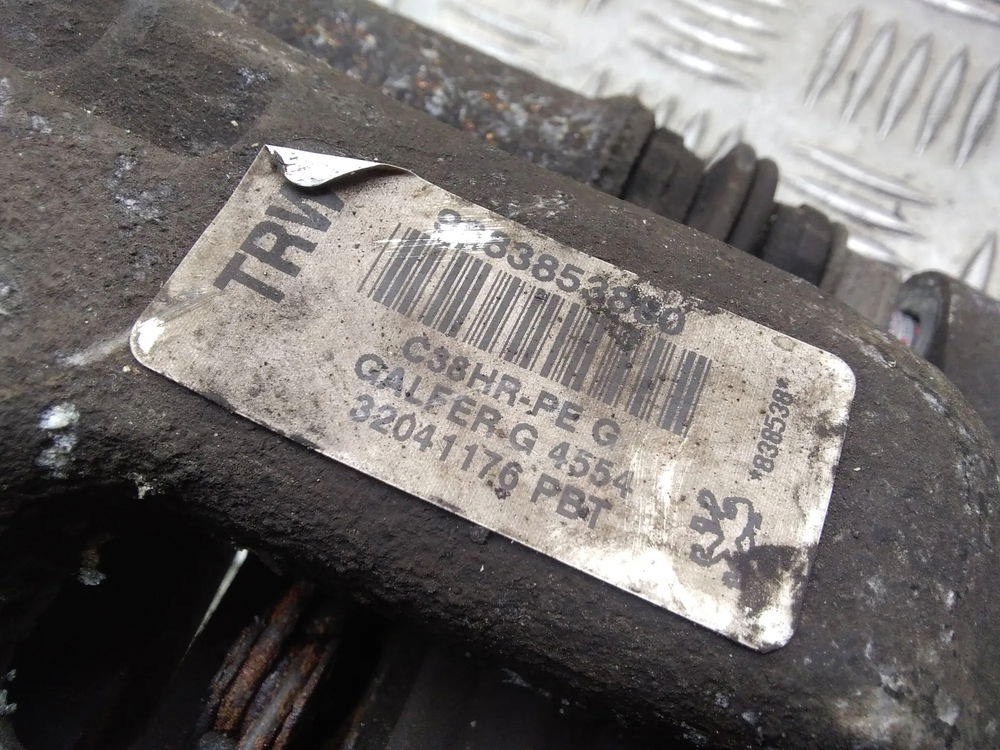 TRW
C38HR-PE G
GALFER G 4554
32041176 PBT
*838538*